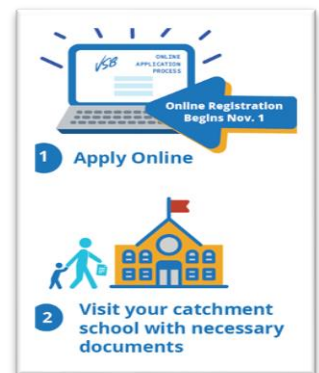 VSB
ONLINE
APPLICATION
PROCESS
Online Registration
Begins Nov. 1
1 Apply Online
2 Visit your catchment
school with necessary
documents